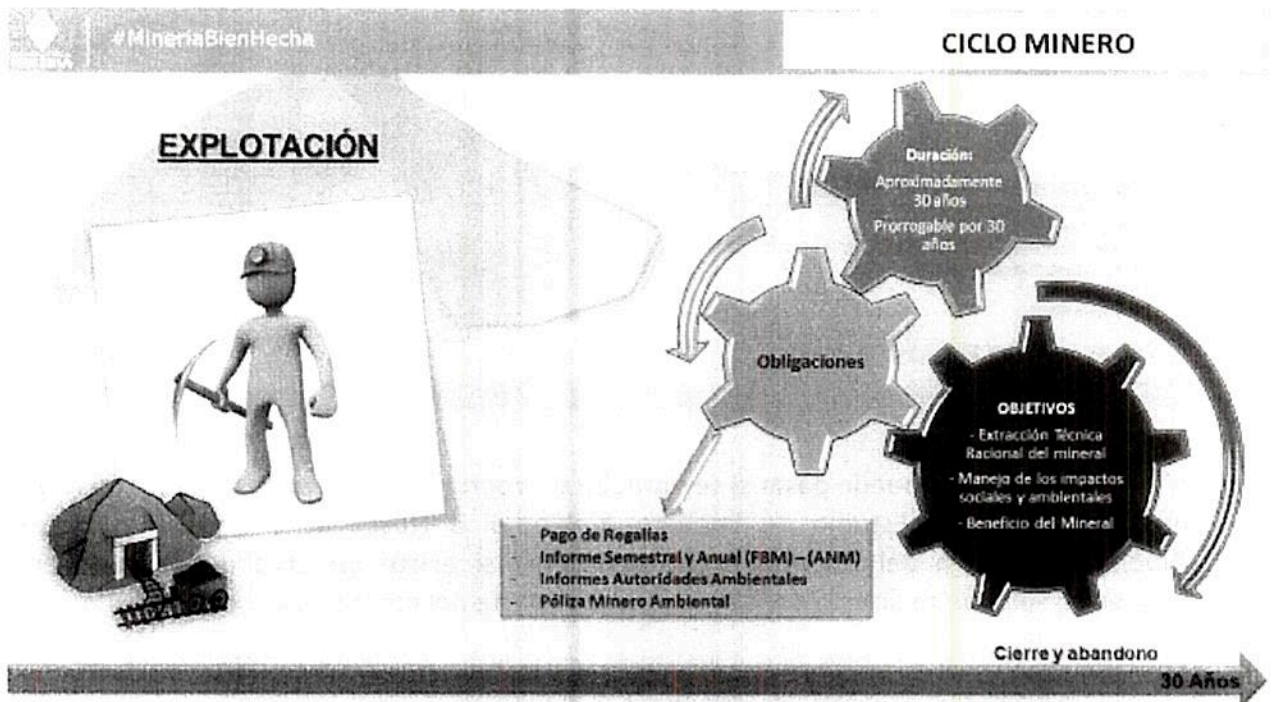 #MineríaBienHecha
CICLO MINERO
EXPLOTACIÓN
Duración:
Aproximadamente
30 años
Prorrogable por 30
años
Obligaciones
OBJETIVOS
- Extracción Técnica
Racional del mineral
- Manejo de los impactos
sociales y ambientales
- Beneficio del Mineral
- Pago de Regalías
- Informe Semestral y Anual (FBM) – (ANM)
- Informes Autoridades Ambientales
- Póliza Minero Ambiental
Cierre y abandono
30 Años